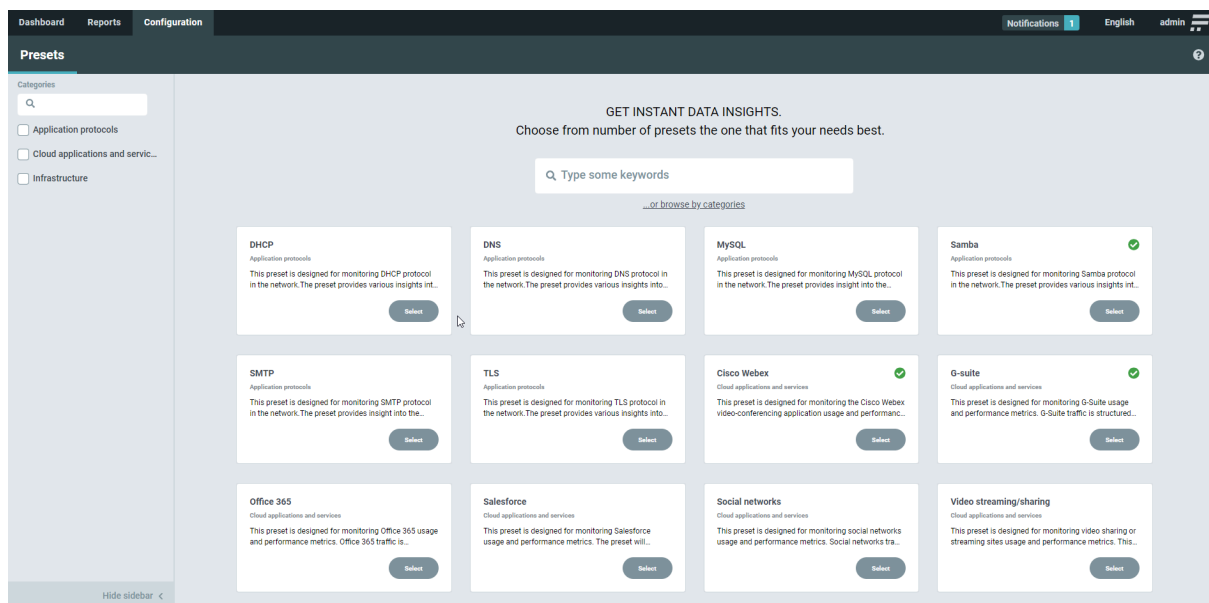 Dashboard Reports Configuration Notifications 1 English admin
Presets
Categories
Application protocols
Cloud applications and servic...
Infrastructure
Hide sidebar
GET INSTANT DATA INSIGHTS.
Choose from number of presets the one that fits your needs best.
Type some keywords
...or browse by categories
DHCP
Application protocols
This preset is designed for monitoring DHCP protocol
in the network.The preset provides various insights int...
Select
DNS
Application protocols
This preset is designed for monitoring DNS protocol in
the network.The preset provides various insights into...
Select
MySQL
Application protocols
This preset is designed for monitoring MySQL protocol
in the network.The preset provides insight into the...
Select
Samba
Application protocols
This preset is designed for monitoring Samba protocol
in the network.The preset provides various insights int...
Select
SMTP
Application protocols
This preset is designed for monitoring SMTP protocol
in the network.The preset provides insight into the...
Select
TLS
Application protocols
This preset is designed for monitoring TLS protocol in
the network.The preset provides various insights into...
Select
Cisco Webex
Cloud applications and services
This preset is designed for monitoring the Cisco Webex
video-conferencing application usage and performanc...
Select
G-suite
Cloud applications and services
This preset is designed for monitoring G-Suite usage
and performance metrics. G-Suite traffic is structured...
Select
Office 365
Cloud applications and services
This preset is designed for monitoring Office 365 usage
and performance metrics. Office 365 traffic is...
Select
Salesforce
Cloud applications and services
This preset is designed for monitoring Salesforce
usage and performance metrics. The preset will...
Select
Social networks
Cloud applications and services
This preset is designed for monitoring social networks
usage and performance metrics. Social networks tra...
Select
Video streaming/sharing
Cloud applications and services
This preset is designed for monitoring video sharing or
streaming sites usage and performance metrics. This...
Select